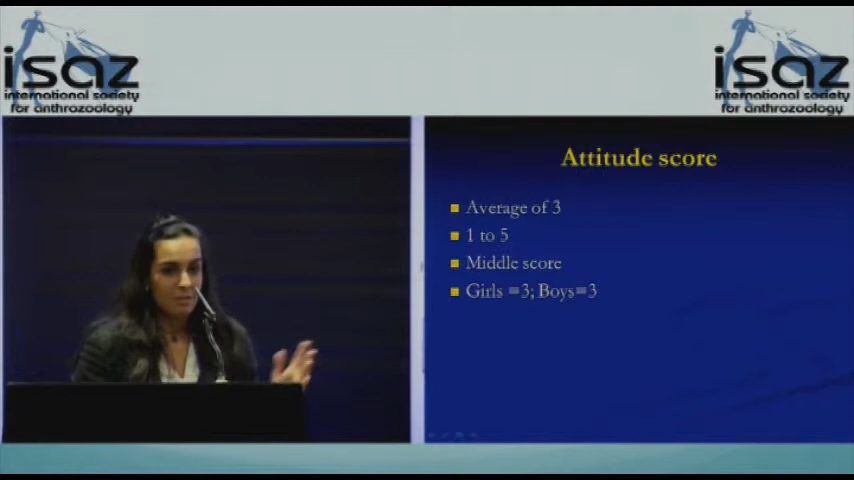 isaz
international society
for anthrozoology
isaz
international society
for anthrozoology
Attitude score
Average of 3
1 to 5
Middle score
Girls =3; Boys=3